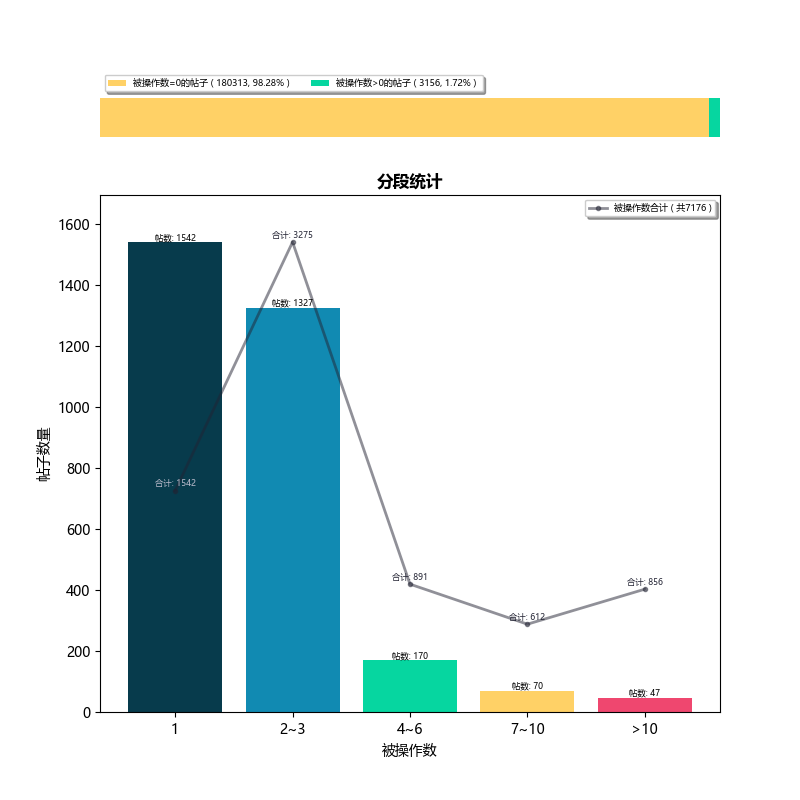 被操作数=0的帖子 ( 180313, 98.28% ) 被操作数>0的帖子 ( 3156, 1.72% )
分段统计
被操作数合计 ( 共7176 )
1600
1400
1200
1000
800
600
400
200
0
帖子数量
帖数: 1542
合计: 1542
合计: 3275
帖数: 1327
合计: 891
帖数: 170
合计: 612
帖数: 70
合计: 856
帖数: 47
1 2~3 4~6 7~10 >10
被操作数